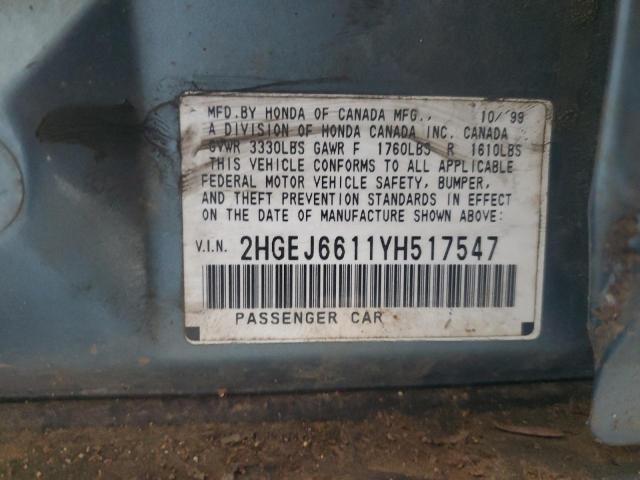 MFD.BY HONDA OF CANADA MFG., 10/'99
A DIVISION OF HONDA CANADA INC. CANADA
GVWR 3330LBS GAWR F 1760LBS R 1610LBS
THIS VEHICLE CONFORMS TO ALL APPLICABLE
FEDERAL MOTOR VEHICLE SAFETY, BUMPER,
AND THEFT PREVENTION STANDARDS IN EFFECT
ON THE DATE OF MANUFACTURE SHOWN ABOVE:
V.I.N. 2HGEJ6611YH517547
PASSENGER CAR